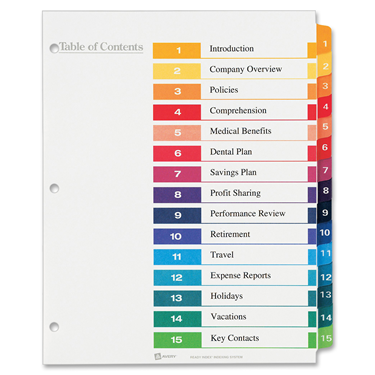 Table of Contents
1 Introduction 1
2 Company Overview 2
3 Policies 3
4 Comprehension 4
5 Medical Benefits 5
6 Dental Plan 6
7 Savings Plan 7
8 Profit Sharing 8
9 Performance Review 9
10 Retirement 10
11 Travel 11
12 Expense Reports 12
13 Holidays 13
14 Vacations 14
15 Key Contacts 15
AVERY